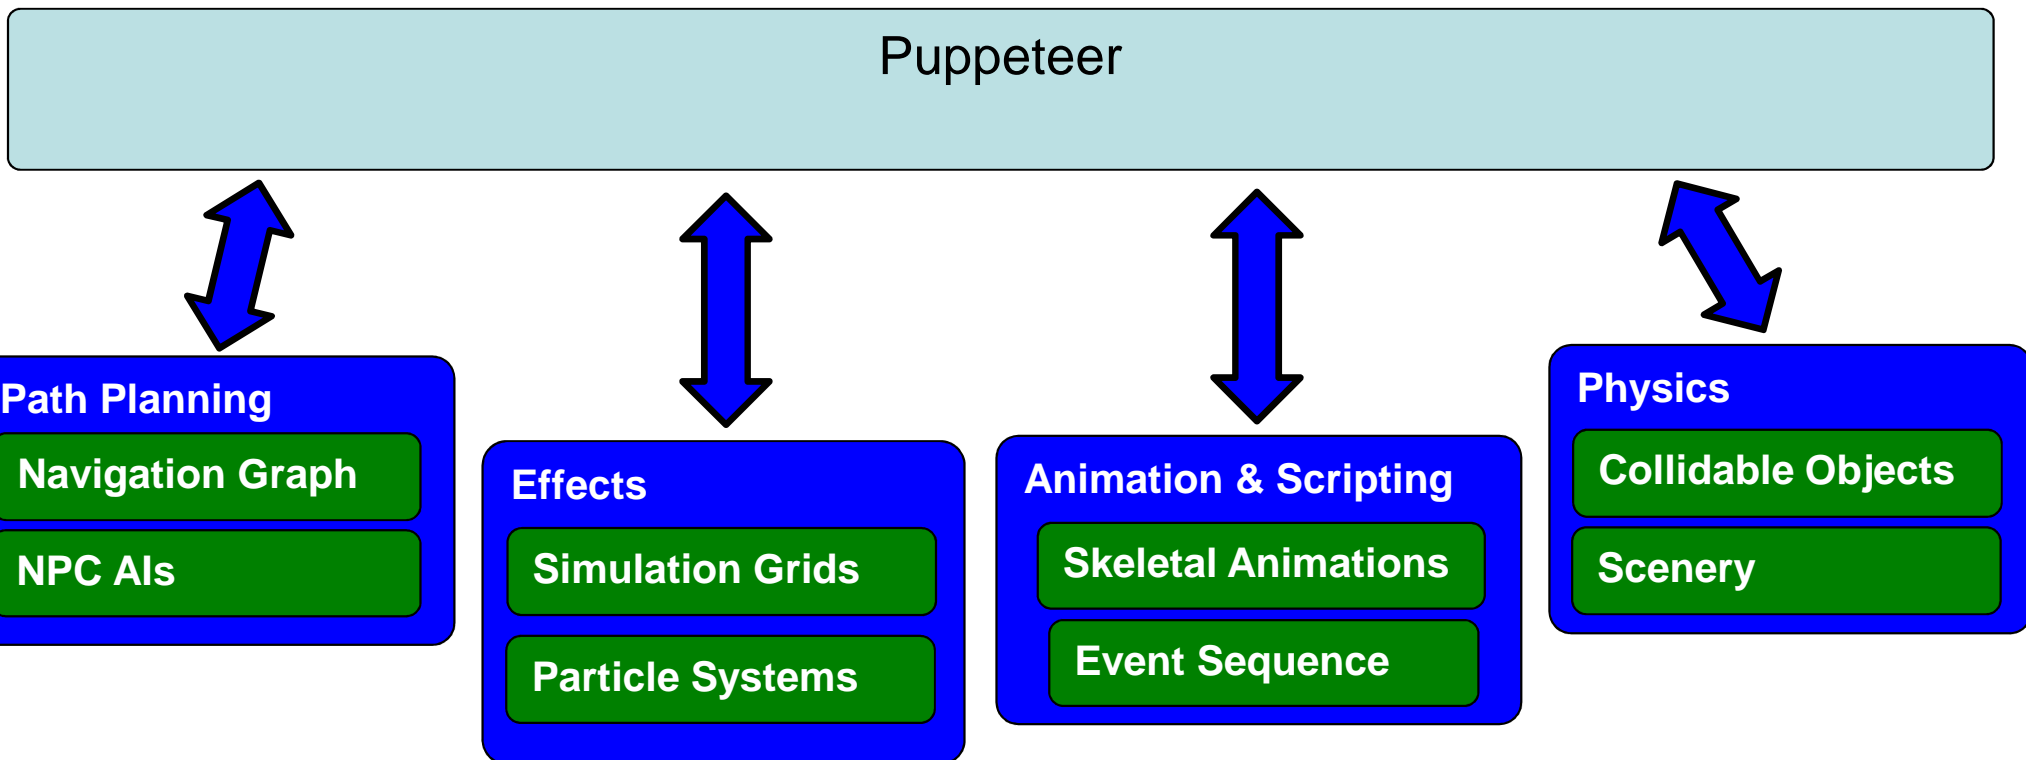 Puppeteer
Path Planning
Navigation Graph
NPC AIs
Effects
Simulation Grids
Particle Systems
Animation & Scripting
Skeletal Animations
Event Sequence
Physics
Collidable Objects
Scenery